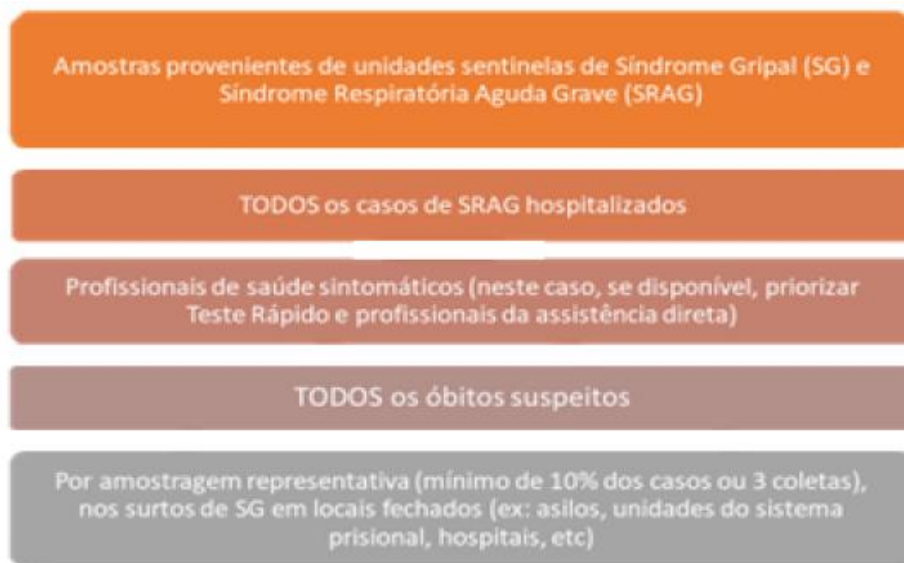 Amostras provenientes de unidades sentinelas de Síndrome Gripal (SG) e
Síndrome Respiratória Aguda Grave (SRAG)
TODOS os casos de SRAG hospitalizados
Profissionais de saúde sintomáticos (neste caso, se disponível, priorizar
Teste Rápido e profissionais da assistência direta)
TODOS os óbitos suspeitos
Por amostragem representativa (mínimo de 10% dos casos ou 3 coletas),
nos surtos de SG em locais fechados (ex: asilos, unidades do sistema
prisional, hospitais, etc)